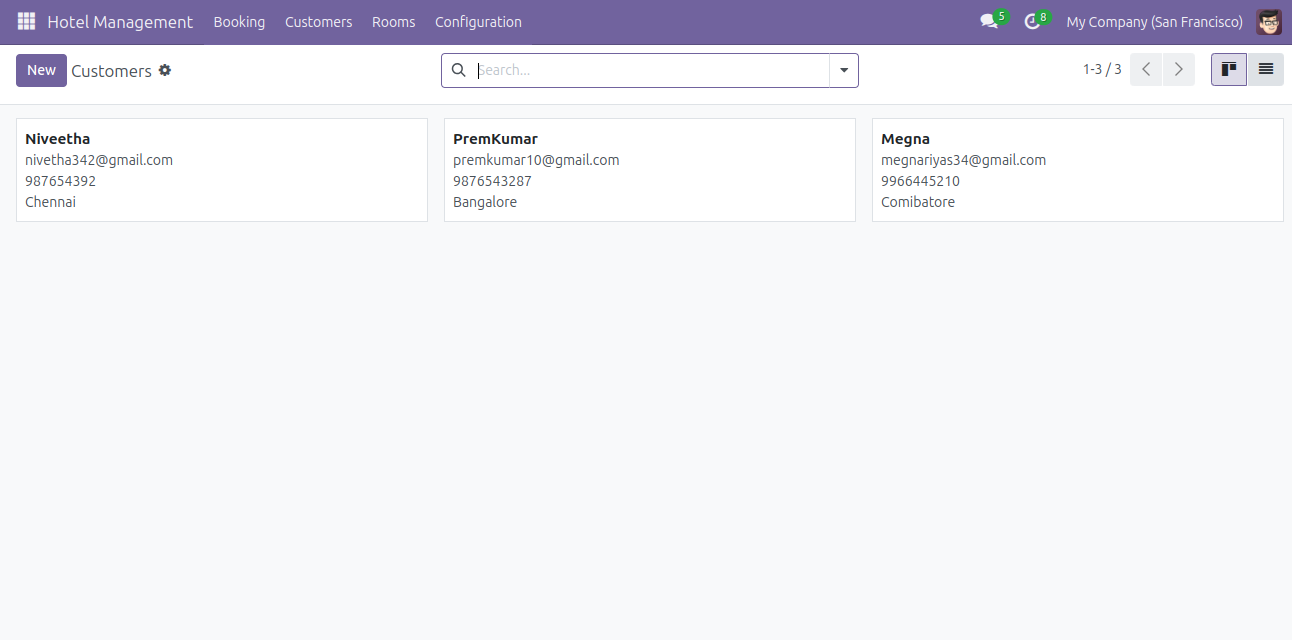 Hotel Management Booking Customers Rooms Configuration 5 8 My Company (San Francisco)
New Customers Search... 1-3 / 3
Niveetha
nivetha342@gmail.com
987654392
Chennai
PremKumar
premkumar10@gmail.com
9876543287
Bangalore
Megna
megnariyas34@gmail.com
9966445210
Comibatore